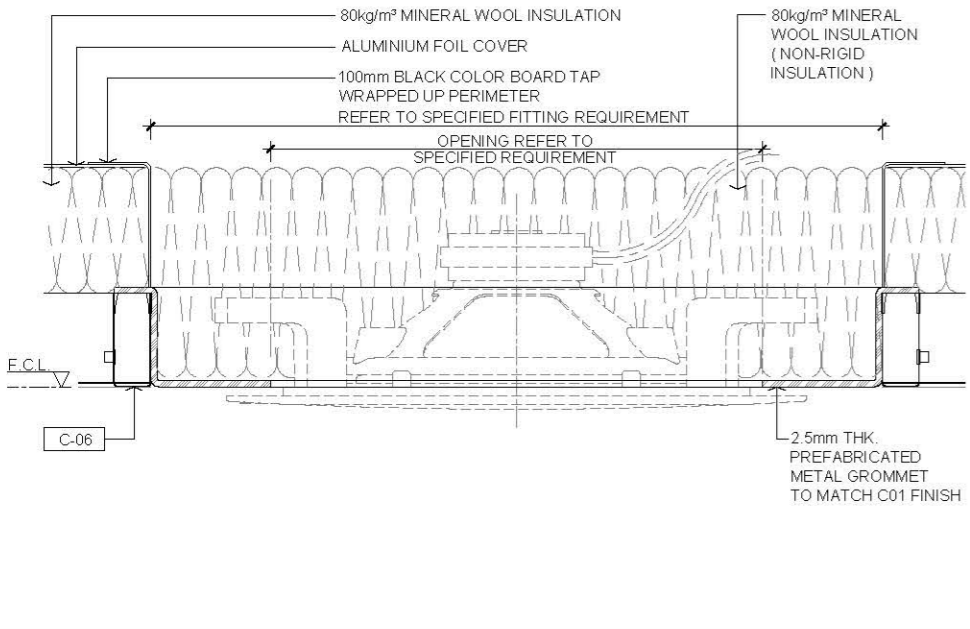 80kg/m³ MINERAL WOOL INSULATION
ALUMINIUM FOIL COVER
100mm BLACK COLOR BOARD TAP
WRAPPED UP PERIMETER
REFER TO SPECIFIED FITTING REQUIREMENT
OPENING REFER TO
SPECIFIED REQUIREMENT
80kg/m³ MINERAL
WOOL INSULATION
( NON-RIGID
INSULATION )
F.C.L.
C-06
2.5mm THK.
PREFABRICATED
METAL GROMMET
TO MATCH C01 FINISH